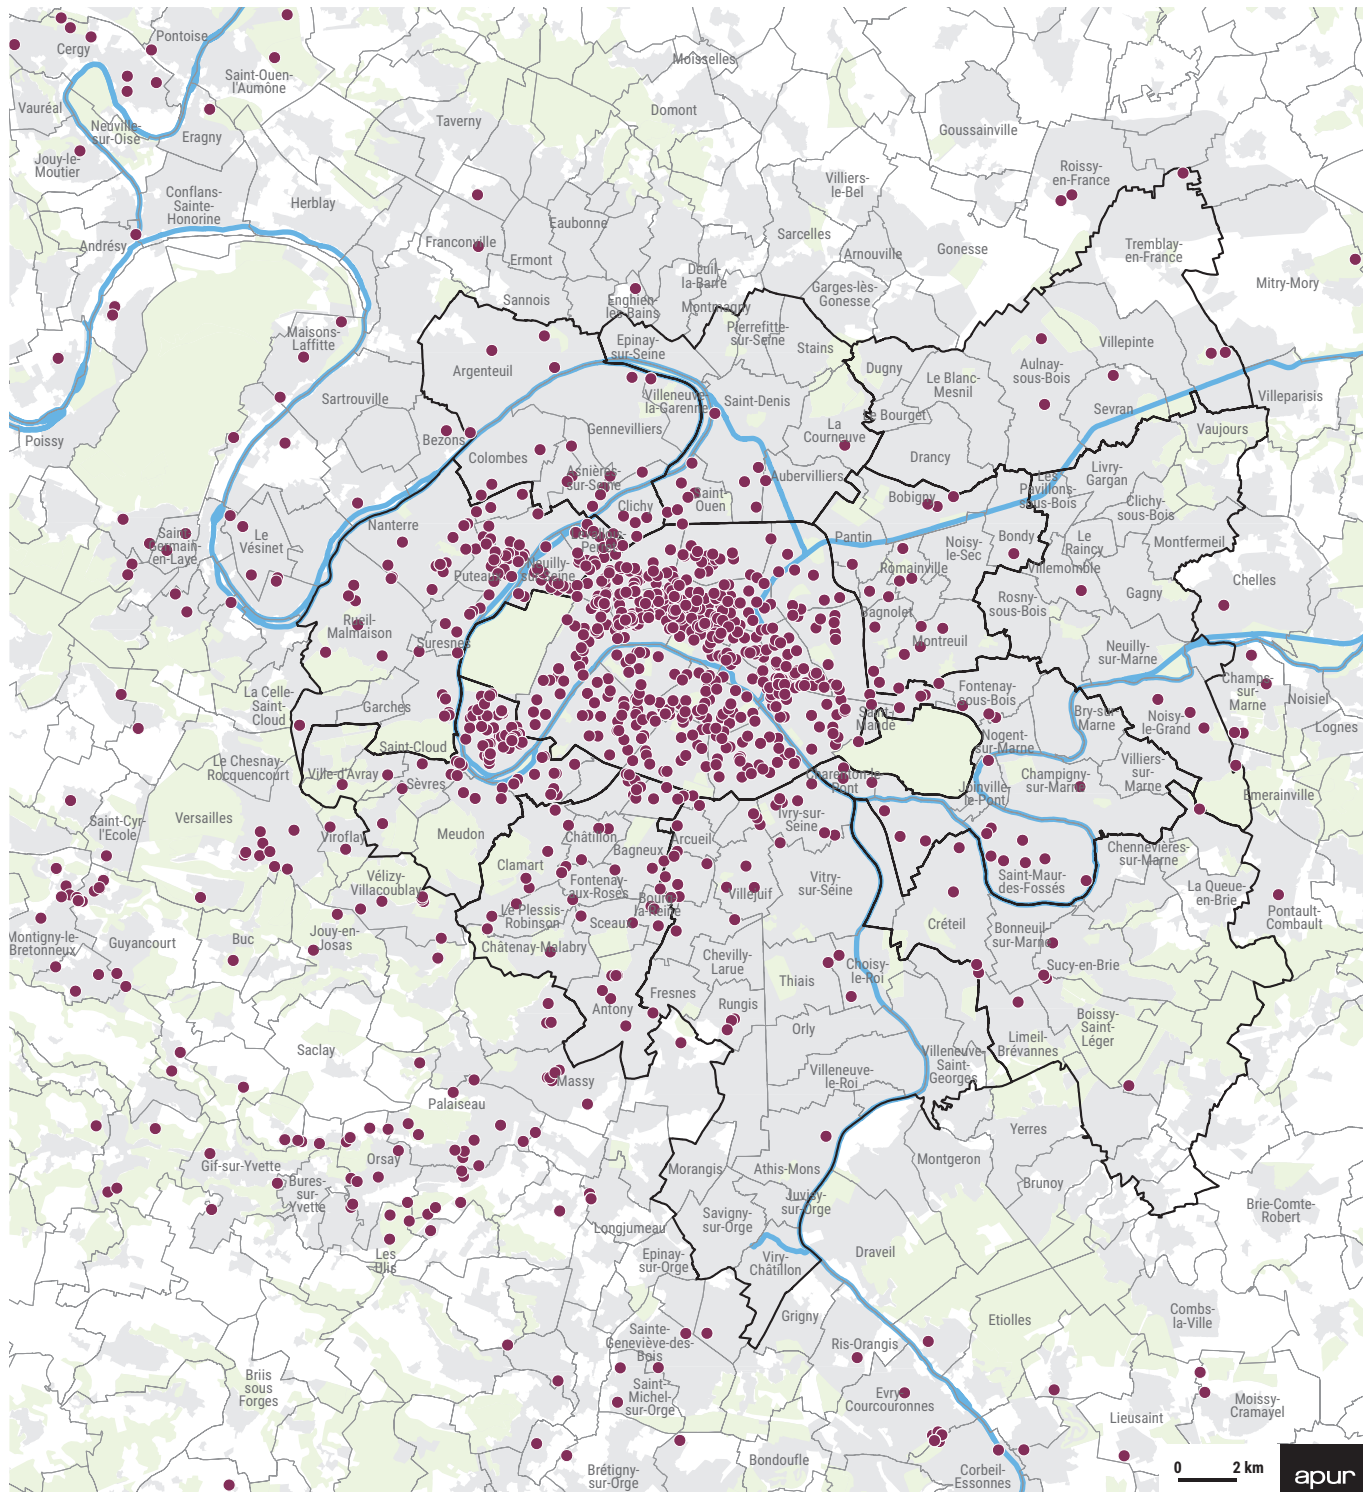 Cergy
Pontoise
Saint-Ouen-
l'Aumône
Vauréal
Neuville-
sur-Oise
Eragny
Jouy-le-
Moutier
Conflans-
Sainte-
Honorine
Herblay
Andrésy
Taverny
Moisselles
Domont
Goussainville
Villiers-
le-Bel
Roissy-
en-France
Franconville
Eaubonne
Ermont
Sarcelles
Arnouville
Gonesse
Tremblay-
en-France
Mitry-Mory
Sannois
Enghien-
les-Bains
Deuil-
la-Barre
Montmagny
Garges-lès-
Gonesse
Maisons-
Laffitte
Argenteuil
Epinay-
sur-Seine
Pierrefitte-
sur-Seine
Stains
Dugny
Le Blanc-
Mesnil
Aulnay-
sous-Bois
Villepinte
Sartrouville
Villeneuve-
la-Garenne
Saint-Denis
Le Bourget
Sevran
Villeparisis
Poissy
Bezons
Colombes
Gennevilliers
La
Courneuve
Drancy
Vaujours
Asnières-
sur-Seine
Aubervilliers
Les
Pavillons-
sous-Bois
Livry-
Gargan
Clichy-
sous-Bois
Nanterre
Clichy
Saint-
Ouen
Bobigny
Saint-
Germain-
en-Laye
Le
Vésinet
Levallois-
Perret
Pantin
Noisy-
le-Sec
Bondy
Le
Raincy
Montfermeil
Puteaux
Neuilly-
sur-Seine
Romainville
Villemomble
Gagny
Chelles
Rueil-
Malmaison
Suresnes
Bagnolet
Montreuil
Rosny-
sous-Bois
Neuilly-
sur-Marne
La Celle-
Saint-
Cloud
Garches
Saint-
Mandé
Fontenay-
sous-Bois
Nogent-
sur-Marne
Bry-sur-
Marne
Noisy-
le-Grand
Champs-
sur-
Marne
Noisiel
Lognes
Le Chesnay-
Rocquencourt
Saint-Cloud
Ville-d'Avray
Sèvres
Charenton-le-
Pont
Joinville-
le-Pont
Champigny-
sur-Marne
Villiers-
sur-
Marne
Emerainville
Saint-Cyr-
l'Ecole
Versailles
Viroflay
Meudon
Châtillon
Bagneux
Arcueil
Ivry-sur-
Seine
Chennevières-
sur-Marne
Vélizy-
Villacoublay
Clamart
Fontenay-
aux-Roses
Villejuif
Vitry-
sur-Seine
Saint-Maur-
des-Fossés
La Queue-
en-Brie
Le Plessis-
Robinson
Bourg-
la-Reine
Sceaux
Créteil
Bonneuil-
sur-Marne
Pontault-
Combault
Montigny-le-
Bretonneux
Guyancourt
Buc
Jouy-en-
Josas
Châtenay-Malabry
Chevilly-
Larue
Thiais
Choisy-
le-Roi
Sucy-en-Brie
Antony
Fresnes
Rungis
Orly
Limeil-
Brévannes
Boissy-
Saint-
Léger
Saclay
Massy
Palaiseau
Villeneuve-
le-Roi
Villeneuve-
Saint-
Georges
Yerres
Gif-sur-Yvette
Orsay
Bures-
sur-
Yvette
Morangis
Athis-Mons
Montgeron
Brunoy
Brie-Comte-
Robert
Les
Ulis
Longjumeau
Savigny-
sur-Orge
Juvisy-
sur-Orge
Epinay-
sur-Orge
Viry-
Châtillon
Draveil
Briis
sous
Forges
Sainte-
Geneviève-des-
Bois
Grigny
Ris-Orangis
Etiolles
Combs-
la-Ville
Saint-
Michel-
sur-Orge
Evry-
Courcouronnes
Lieusaint
Moissy-
Cramayel
Brétigny-
sur-Orge
Bondoufle
Corbeil-
Essonnes
0 2 km
apur